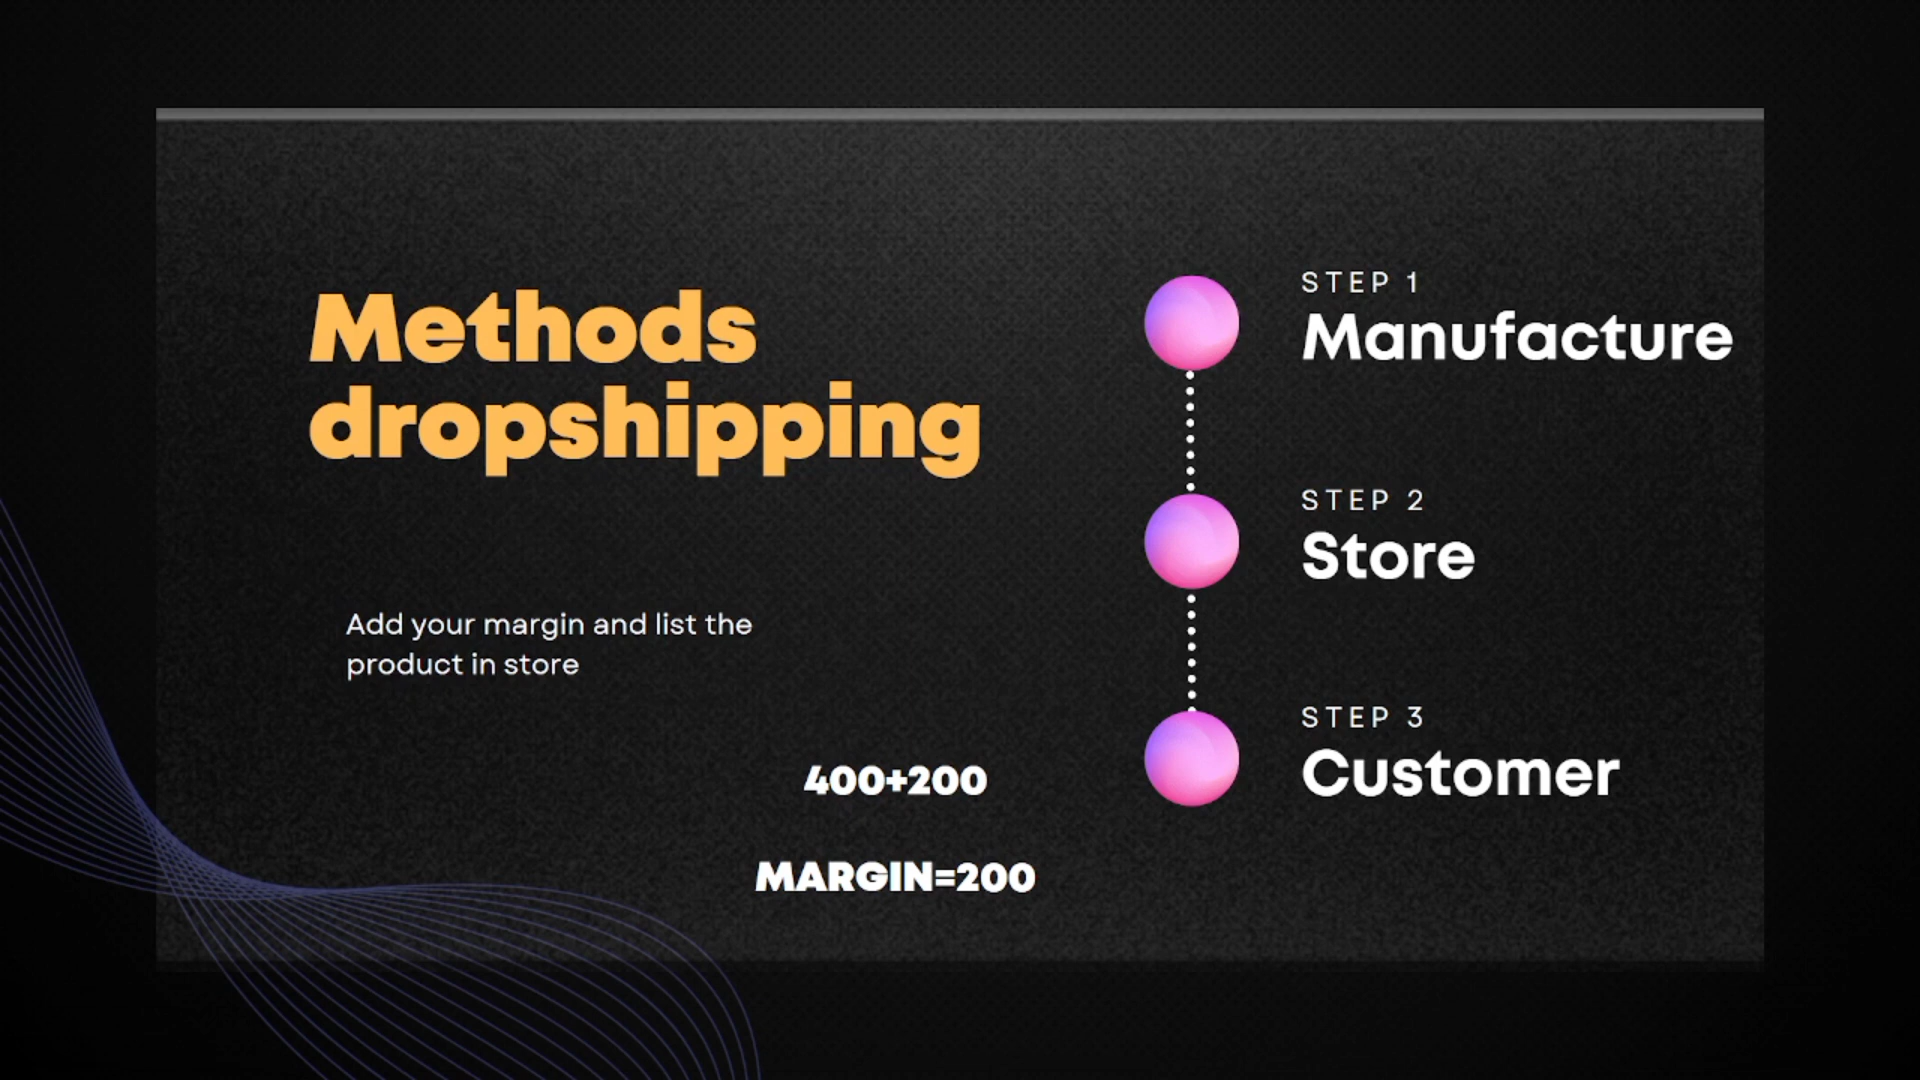 Methods
dropshipping
Add your margin and list the
product in store
400+200
MARGIN=200
STEP 1
Manufacture
STEP 2
Store
STEP 3
Customer